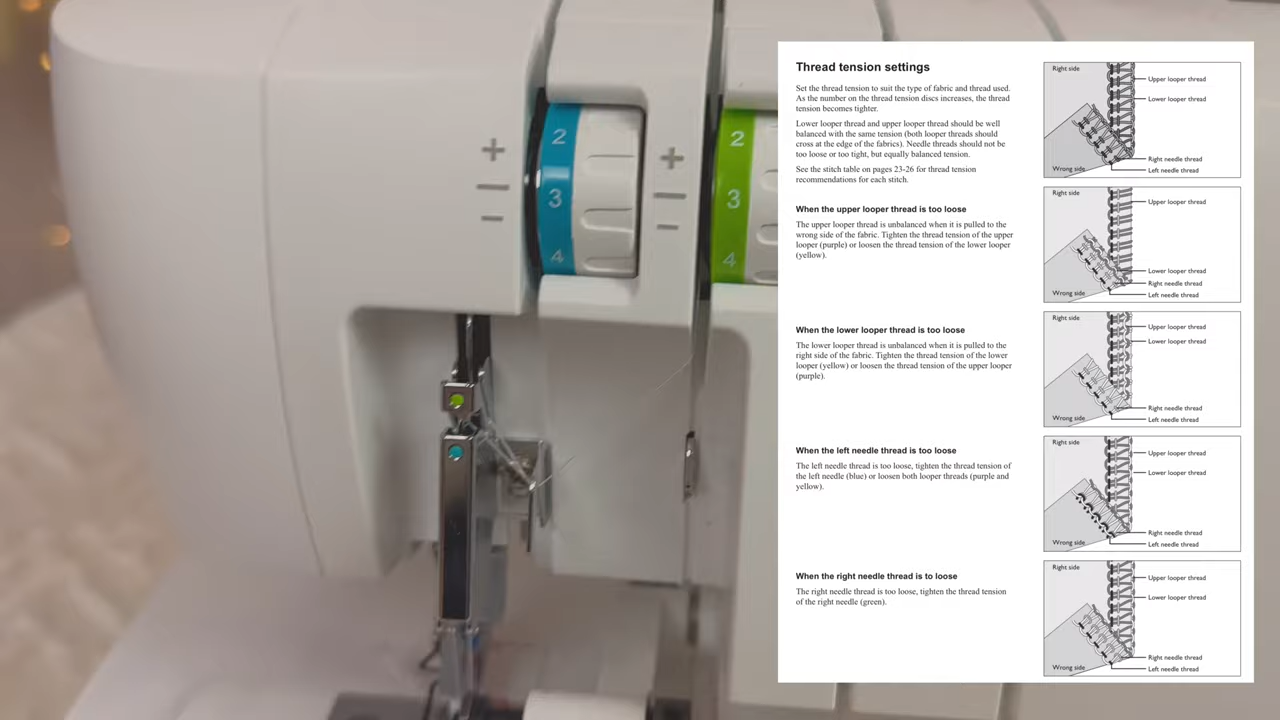 2
3
4
2
3
4
Thread tension settings
Set the thread tension to suit the type of fabric and thread used.
As the number on the thread tension discs increases, the thread
tension becomes tighter.
Lower looper thread and upper looper thread should be well
balanced with the same tension (both looper threads should
cross at the edge of the fabrics). Needle threads should not be
too loose or too tight, but equally balanced tension.
See the stitch table on pages 23-26 for thread tension
recommendations for each stitch.
Right side
Upper looper thread
Lower looper thread
Right needle thread
Wrong side
Left needle thread
When the upper looper thread is too loose
The upper looper thread is unbalanced when it is pulled to the
wrong side of the fabric. Tighten the thread tension of the upper
looper (purple) or loosen the thread tension of the lower looper
(yellow).
Right side
Upper looper thread
Lower looper thread
Right needle thread
Wrong side
Left needle thread
When the lower looper thread is too loose
The lower looper thread is unbalanced when it is pulled to the
right side of the fabric. Tighten the thread tension of the lower
looper (yellow) or loosen the thread tension of the upper looper
(purple).
Right side
Upper looper thread
Lower looper thread
Right needle thread
Wrong side
Left needle thread
When the left needle thread is too loose
The left needle thread is too loose, tighten the thread tension of
the left needle (blue) or loosen both looper threads (purple and
yellow).
Right side
Upper looper thread
Lower looper thread
Right needle thread
Wrong side
Left needle thread
When the right needle thread is to loose
The right needle thread is too loose, tighten the thread tension
of the right needle (green).
Right side
Upper looper thread
Lower looper thread
Right needle thread
Wrong side
Left needle thread